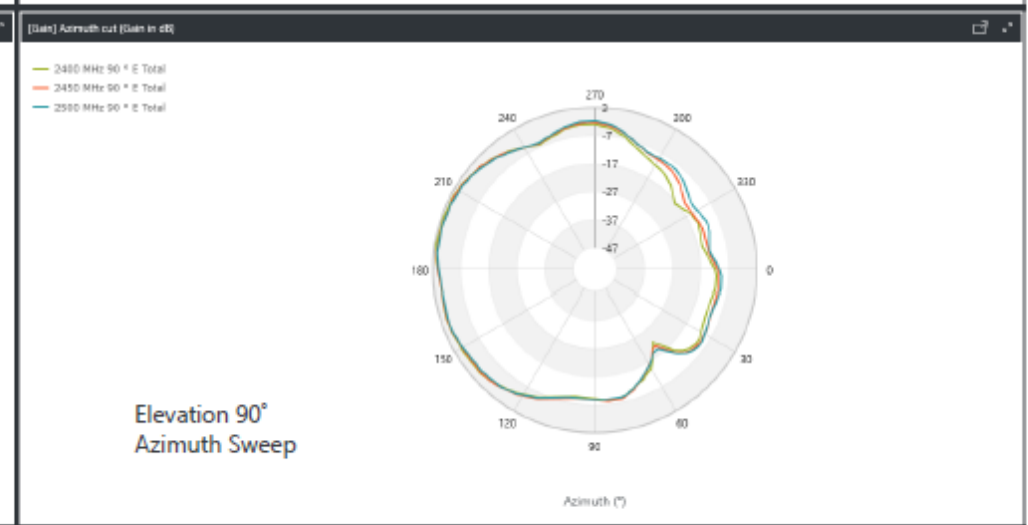 [Gain] Azimuth cut (Gain in dB)
2400 MHz 90 ° E Total
2450 MHz 90 ° E Total
2500 MHz 90 ° E Total
270
3
240
300
-7
-17
210
330
-27
-37
-47
180
0
150
30
Elevation 90°
120
60
Azimuth Sweep
90
Azimuth (°)